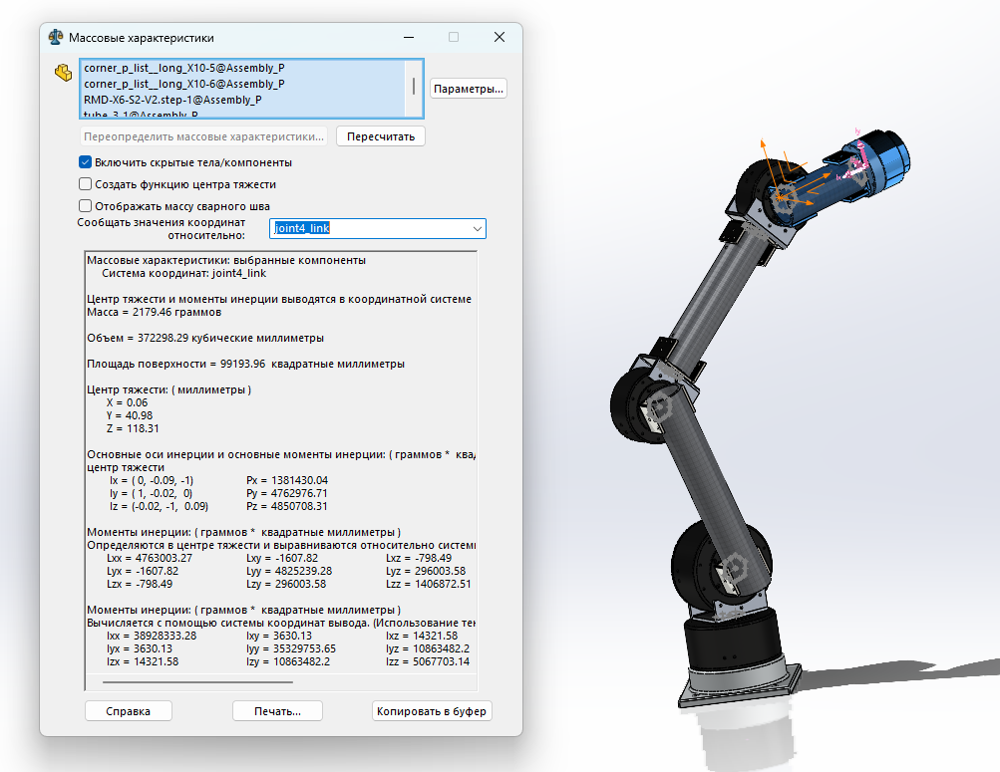 Массовые характеристики
corner_p_list__long_X10-5@Assembly_P
corner_p_list__long_X10-6@Assembly_P
RMD-X6-S2-V2.step-1@Assembly_P
tube_3-1@Assembly_P
Параметры...
Переопределить массовые характеристики...
Пересчитать
Включить скрытые тела/компоненты
Создать функцию центра тяжести
Отображать массу сварного шва
Сообщать значения координат
относительно:
joint4_link
Массовые характеристики: выбранные компоненты
Система координат: joint4_link
Центр тяжести и моменты инерции выводятся в координатной системе
Масса = 2179.46 граммов
Объем = 372298.29 кубические миллиметры
Площадь поверхности = 99193.96 квадратные миллиметры
Центр тяжести: ( миллиметры )
X = 0.06
Y = 40.98
Z = 118.31
Основные оси инерции и основные моменты инерции: ( граммов * квад
центр тяжести
Ix = ( 0, -0.09, -1) Px = 1381430.04
Iy = ( 1, -0.02, 0) Py = 4762976.71
Iz = (-0.02, -1, 0.09) Pz = 4850708.31
Моменты инерции: ( граммов * квадратные миллиметры )
Определяются в центре тяжести и выравниваются относительно систем
Lxx = 4763003.27 Lxy = -1607.82 Lxz = -798.49
Lyx = -1607.82 Lyy = 4825239.28 Lyz = 296003.58
Lzx = -798.49 Lzy = 296003.58 Lzz = 1406872.51
Моменты инерции: ( граммов * квадратные миллиметры )
Вычисляется с помощью системы координат вывода. (Использование те
Ixx = 38928333.28 Ixy = 3630.13 Ixz = 14321.58
Iyx = 3630.13 Iyy = 35329753.65 Iyz = 10863482.2
Izx = 14321.58 Izy = 10863482.2 Izz = 5067703.14
Справка
Печать...
Копировать в буфер
Iy